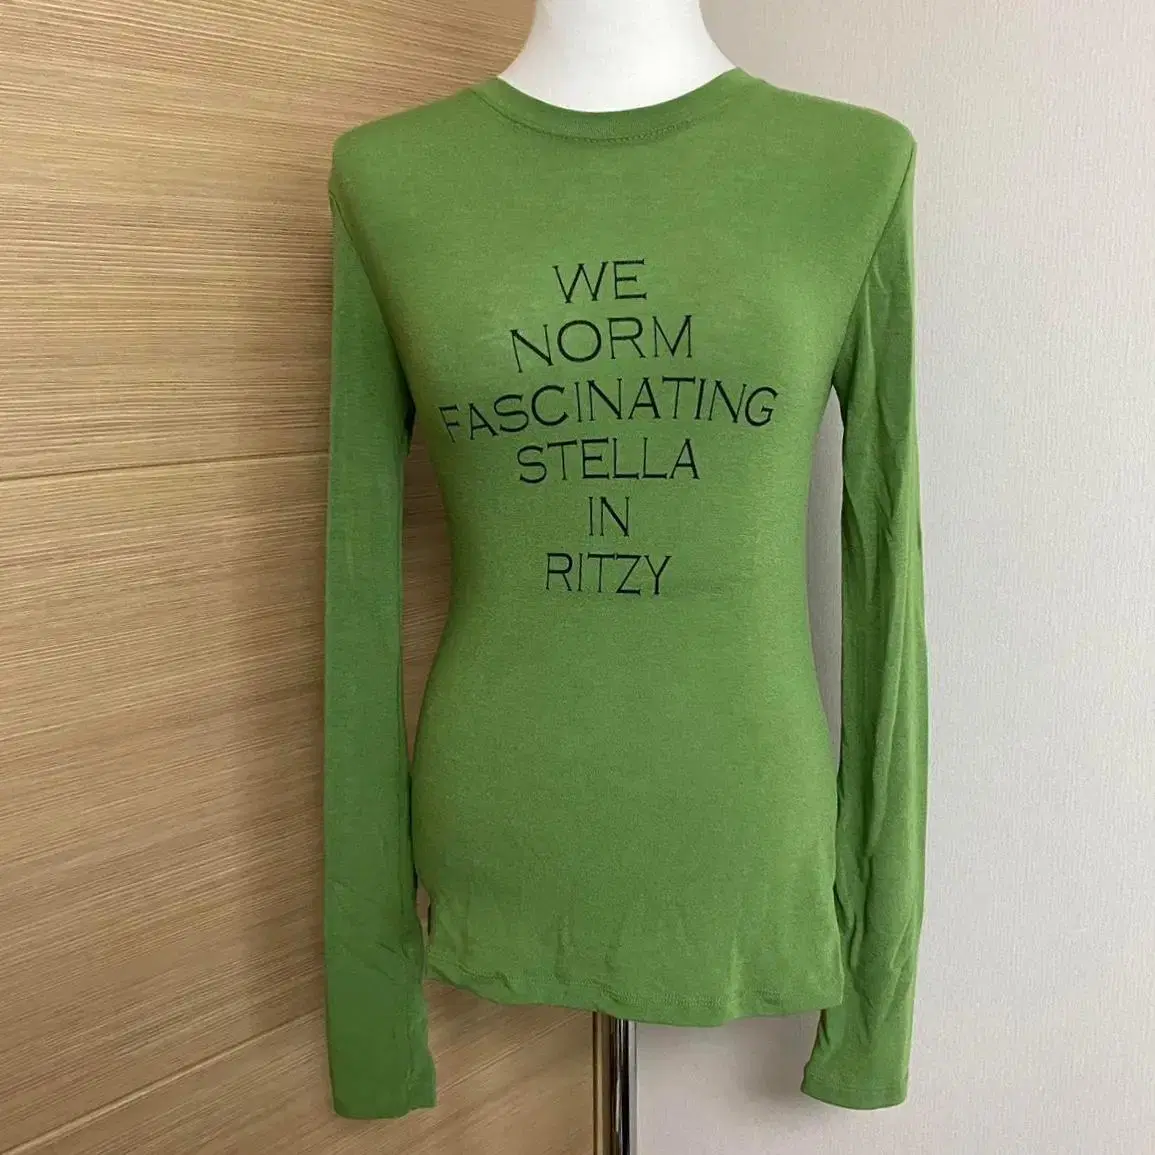 WE
NORM
FASCINATING
STELLA
IN
RITZY